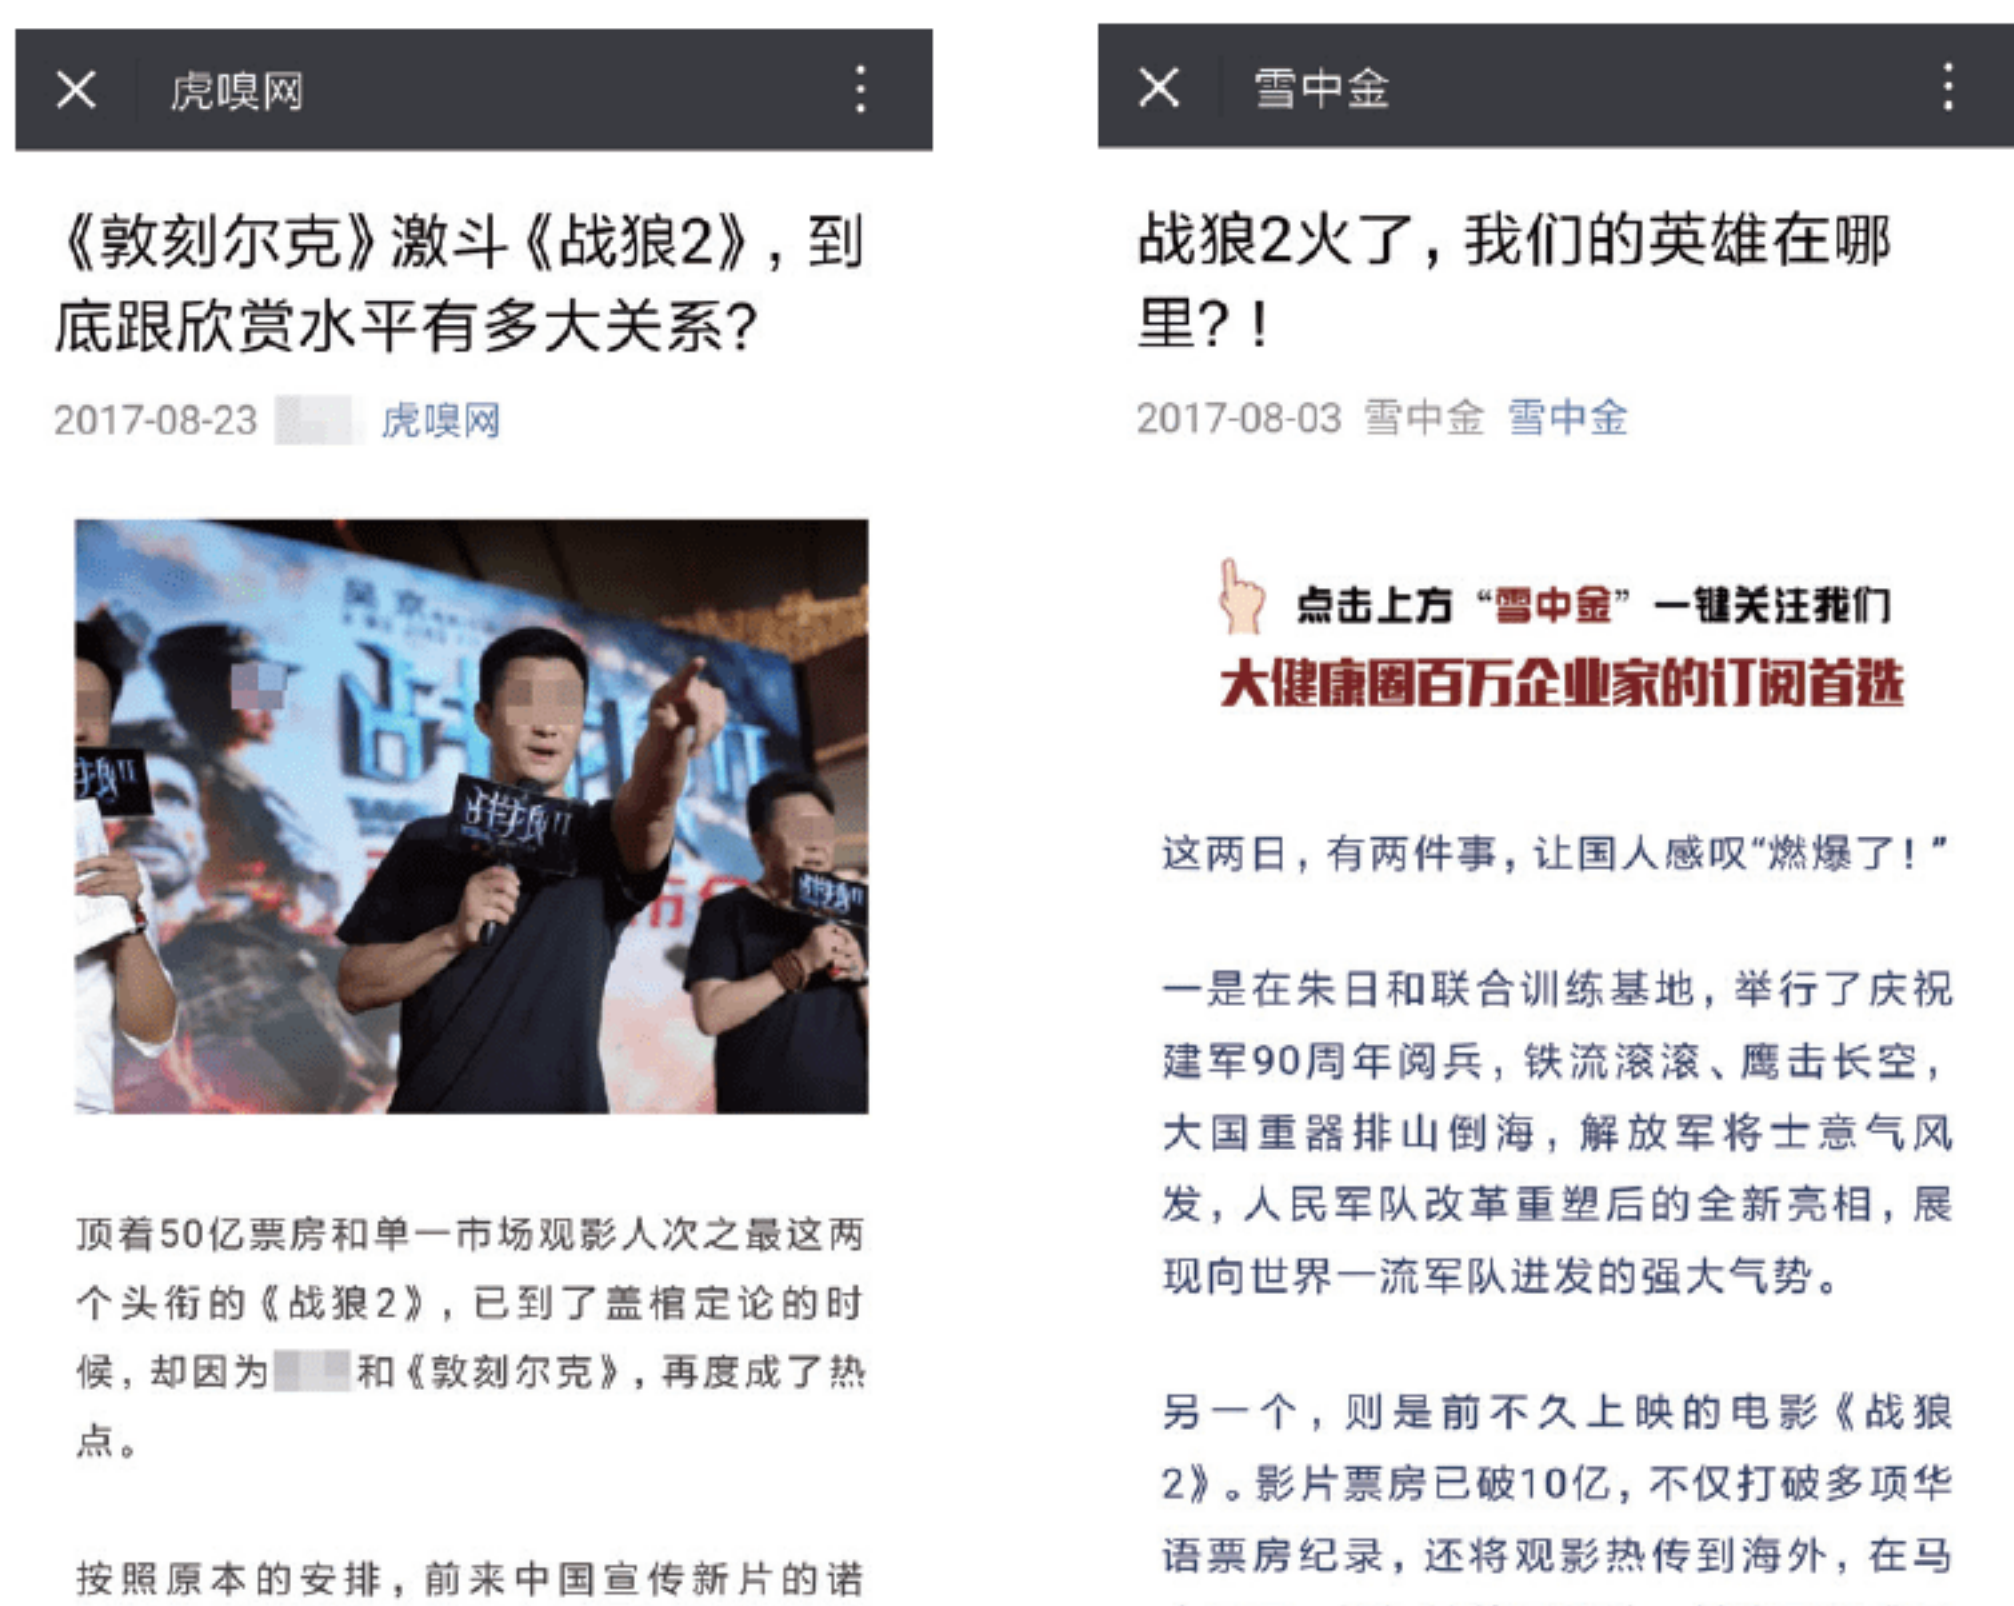 虎嗅网
《敦刻尔克》激斗《战狼2》，到
底跟欣赏水平有多大关系？
2017-08-23 虎嗅网
吴京
战狼II
战狼II
战狼II
顶着50亿票房和单一市场观影人次之最这两
个头衔的《战狼2》，已到了盖棺定论的时
候，却因为和《敦刻尔克》，再度成了热
点。
按照原本的安排，前来中国宣传新片的诺
雪中金
战狼2火了，我们的英雄在哪
里？！
2017-08-03 雪中金 雪中金
点击上方“雪中金”一键关注我们
大健康圈百万企业家的订阅首选
这两日，有两件事，让国人感叹“燃爆了！”
一是在朱日和联合训练基地，举行了庆祝
建军90周年阅兵，铁流滚滚、鹰击长空，
大国重器排山倒海，解放军将士意气风
发，人民军队改革重塑后的全新亮相，展
现向世界一流军队进发的强大气势。
另一个，则是前不久上映的电影《战狼
2》。影片票房已破10亿，不仅打破多项华
语票房纪录，还将观影热传到海外，在马